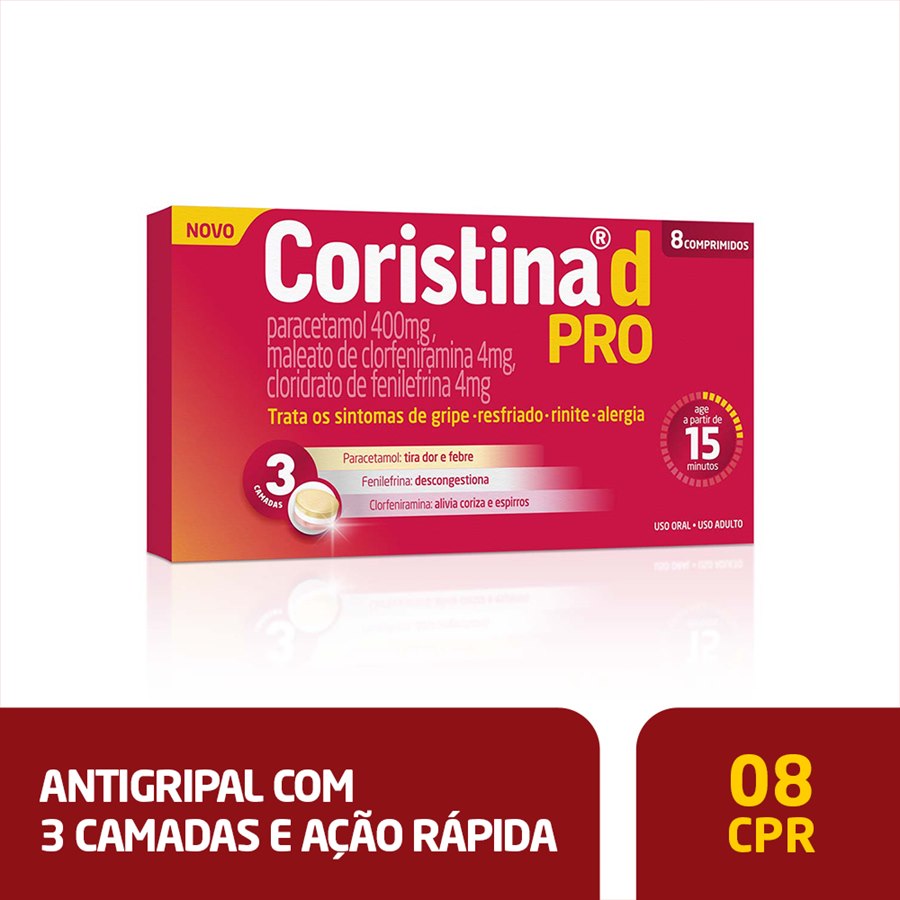 NOVO
8 COMPRIMIDOS
Coristina® d
PRO
paracetamol 400mg,
maleato de clorfeniramina 4mg,
cloridrato de fenilefrina 4mg
Trata os sintomas de gripe • resfriado • rinite • alergia
age
a partir de
15
minutos
3
CAMADAS
Paracetamol: tira dor e febre
Fenilefrina: descongestiona
Clorfeniramina: alivia coriza e espirros
USO ORAL • USO ADULTO
ANTIGRIPAL COM
3 CAMADAS E AÇÃO RÁPIDA
08
CPR